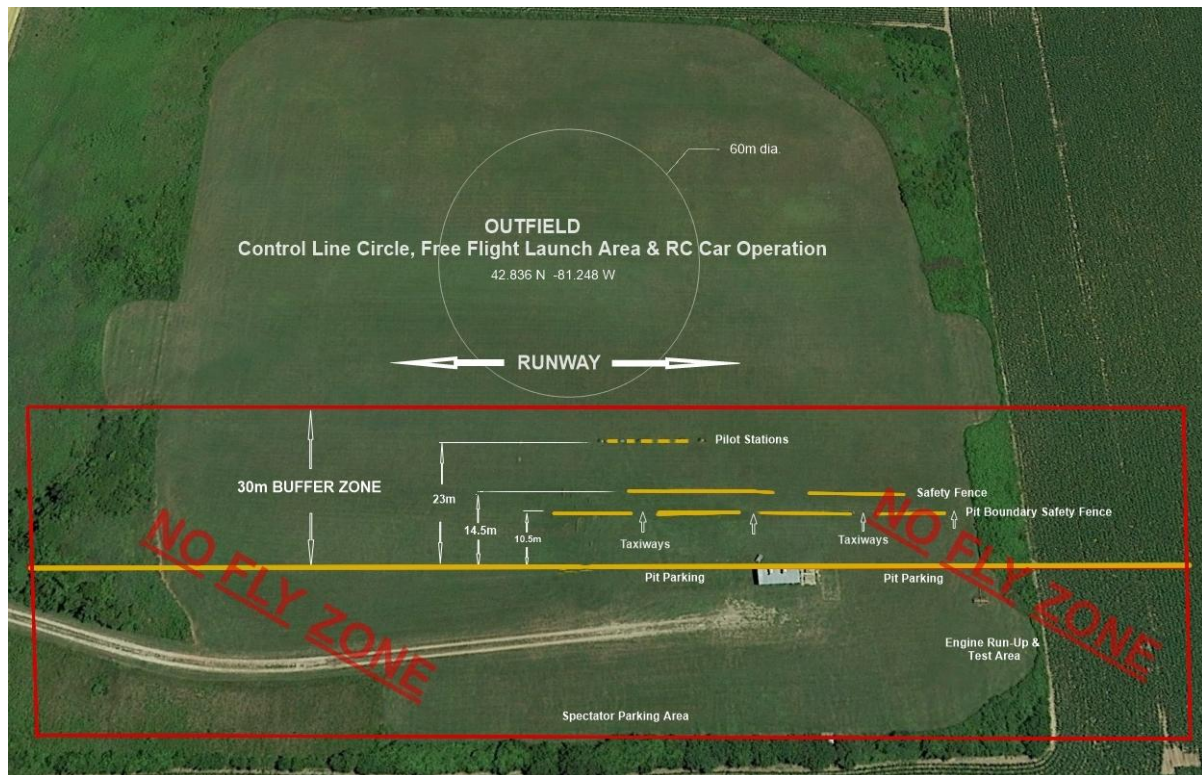 60m dia.
OUTFIELD
Control Line Circle, Free Flight Launch Area & RC Car Operation
42.836 N  -81.248 W
RUNWAY
Pilot Stations
30m BUFFER ZONE
23m
Safety Fence
14.5m
10.5m
Pit Boundary Safety Fence
Taxiways
Taxiways
NO FLY ZONE
NO FLY ZONE
Pit Parking
Pit Parking
Engine Run-Up &
Test Area
Spectator Parking Area